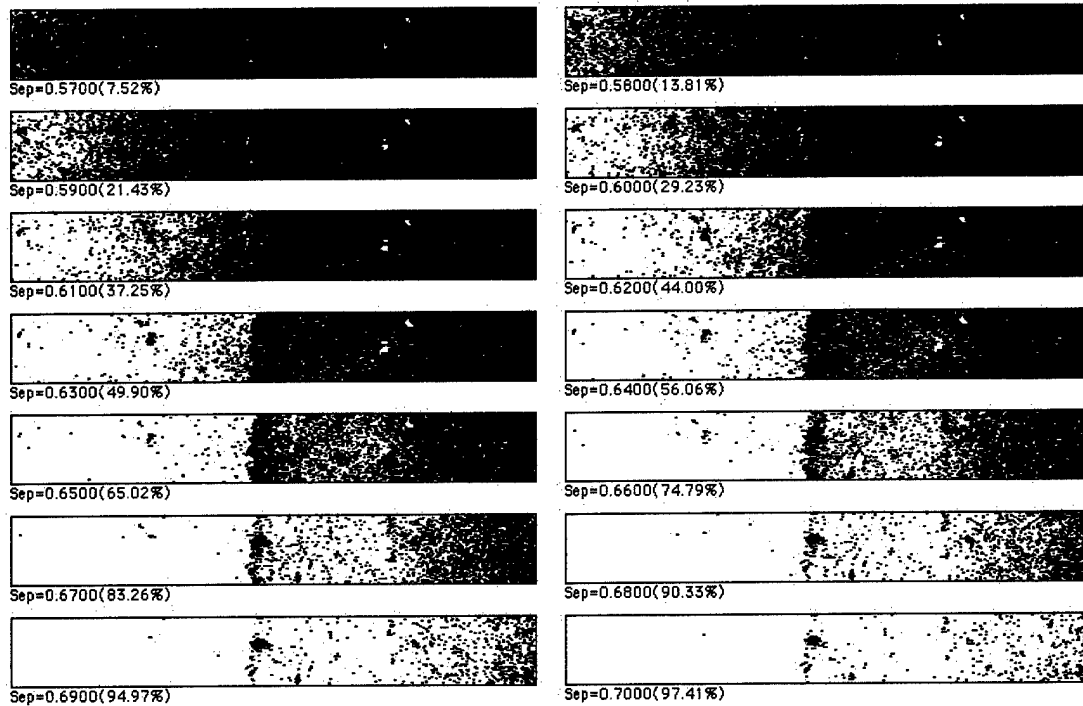 Sep=0.5700(7.52%)
Sep=0.5800(13.81%)
Sep=0.5900(21.43%)
Sep=0.6000(29.23%)
Sep=0.6100(37.25%)
Sep=0.6200(44.00%)
Sep=0.6300(49.90%)
Sep=0.6400(56.06%)
Sep=0.6500(65.02%)
Sep=0.6600(74.79%)
Sep=0.6700(83.26%)
Sep=0.6800(90.33%)
Sep=0.6900(94.97%)
Sep=0.7000(97.41%)